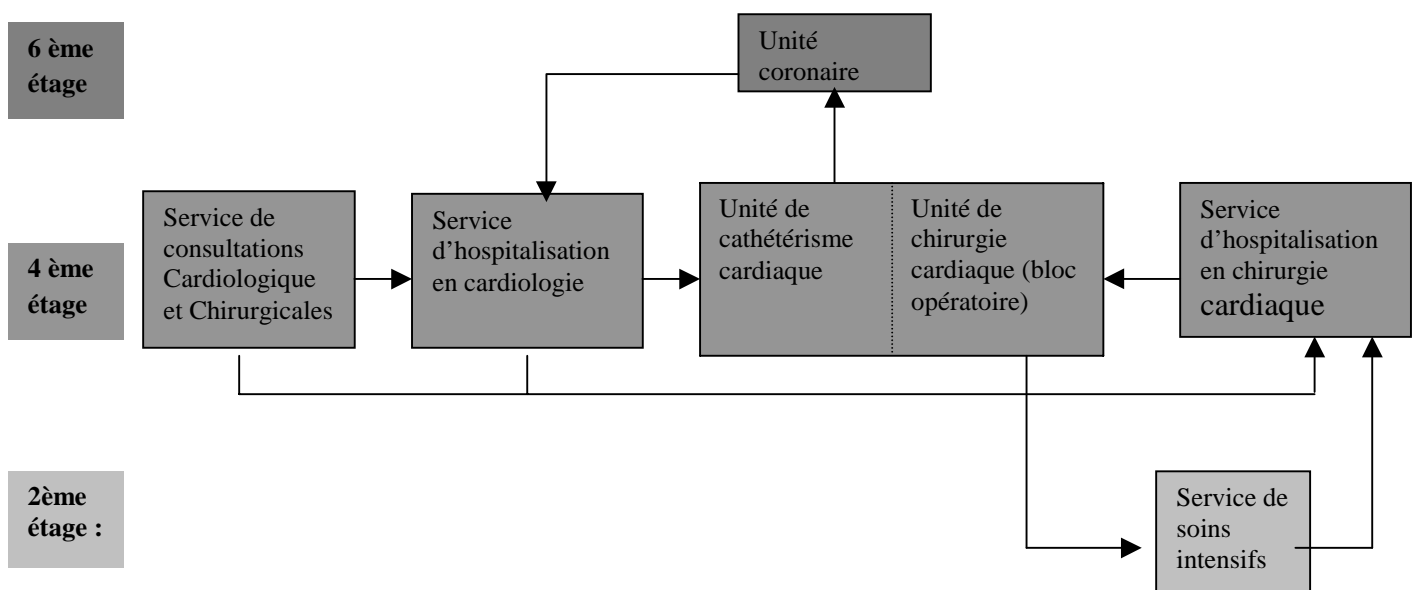 6 ème
étage
Unité
coronaire
4 ème
étage
Service de
consultations
Cardiologique
et Chirurgicales
Service
d’hospitalisation
en cardiologie
Unité de
cathétérisme
cardiaque
Unité de
chirurgie
cardiaque (bloc
opératoire)
Service
d’hospitalisation
en chirurgie
cardiaque
2ème
étage :
Service de
soins
intensifs